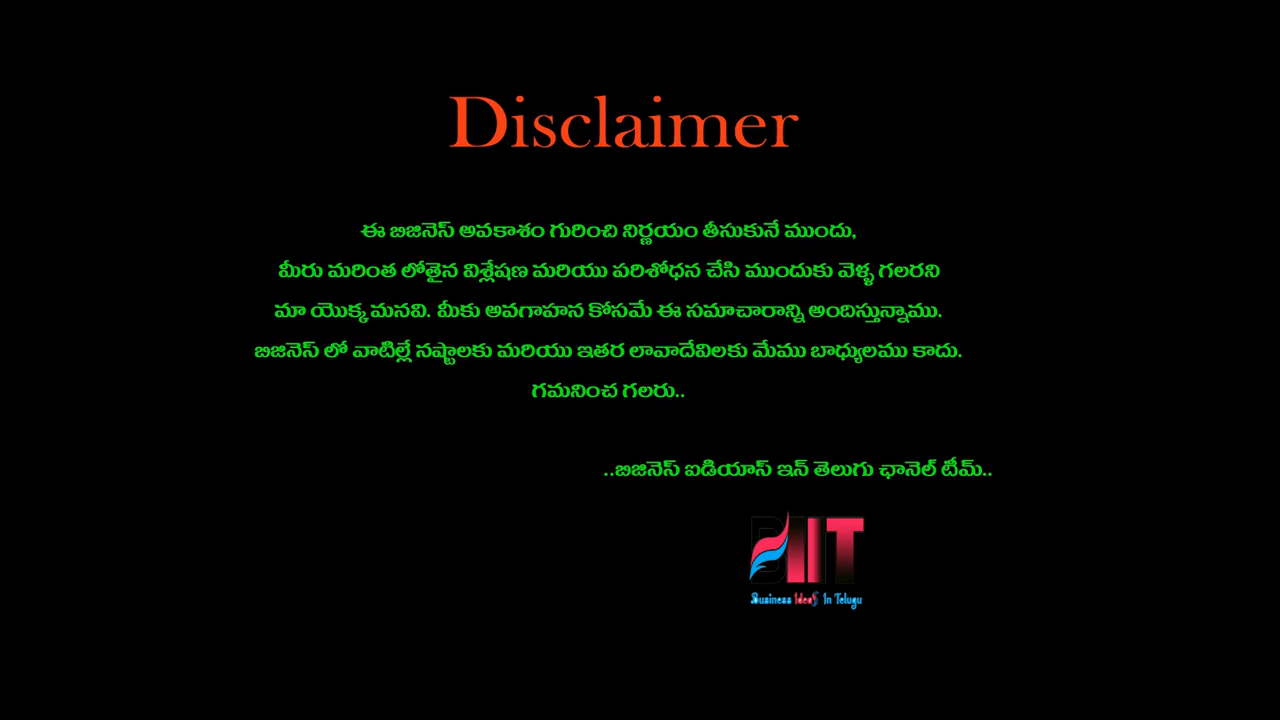 Disclaimer
ఈ బిజినెస్ అవకాశం గురించి నిర్ణయం తీసుకునే ముందు,
మీరు మరింత లోతైన విశ్లేషణ మరియు పరిశోధన చేసి ముందుకు వెళ్ళ గలరని
మా యొక్క మనవి. మీకు అవగాహన కోసమే ఈ సమాచారాన్ని అందిస్తున్నాము.
బిజినెస్ లో వాటిల్లే నష్టాలకు మరియు ఇతర లావాదేవిలకు మేము బాధ్యులము కాదు.
గమనించ గలరు..
..బిజినెస్ ఐడియాస్ ఇన్ తెలుగు ఛానెల్ టీమ్..
BIIT
Business Ideas In Telugu